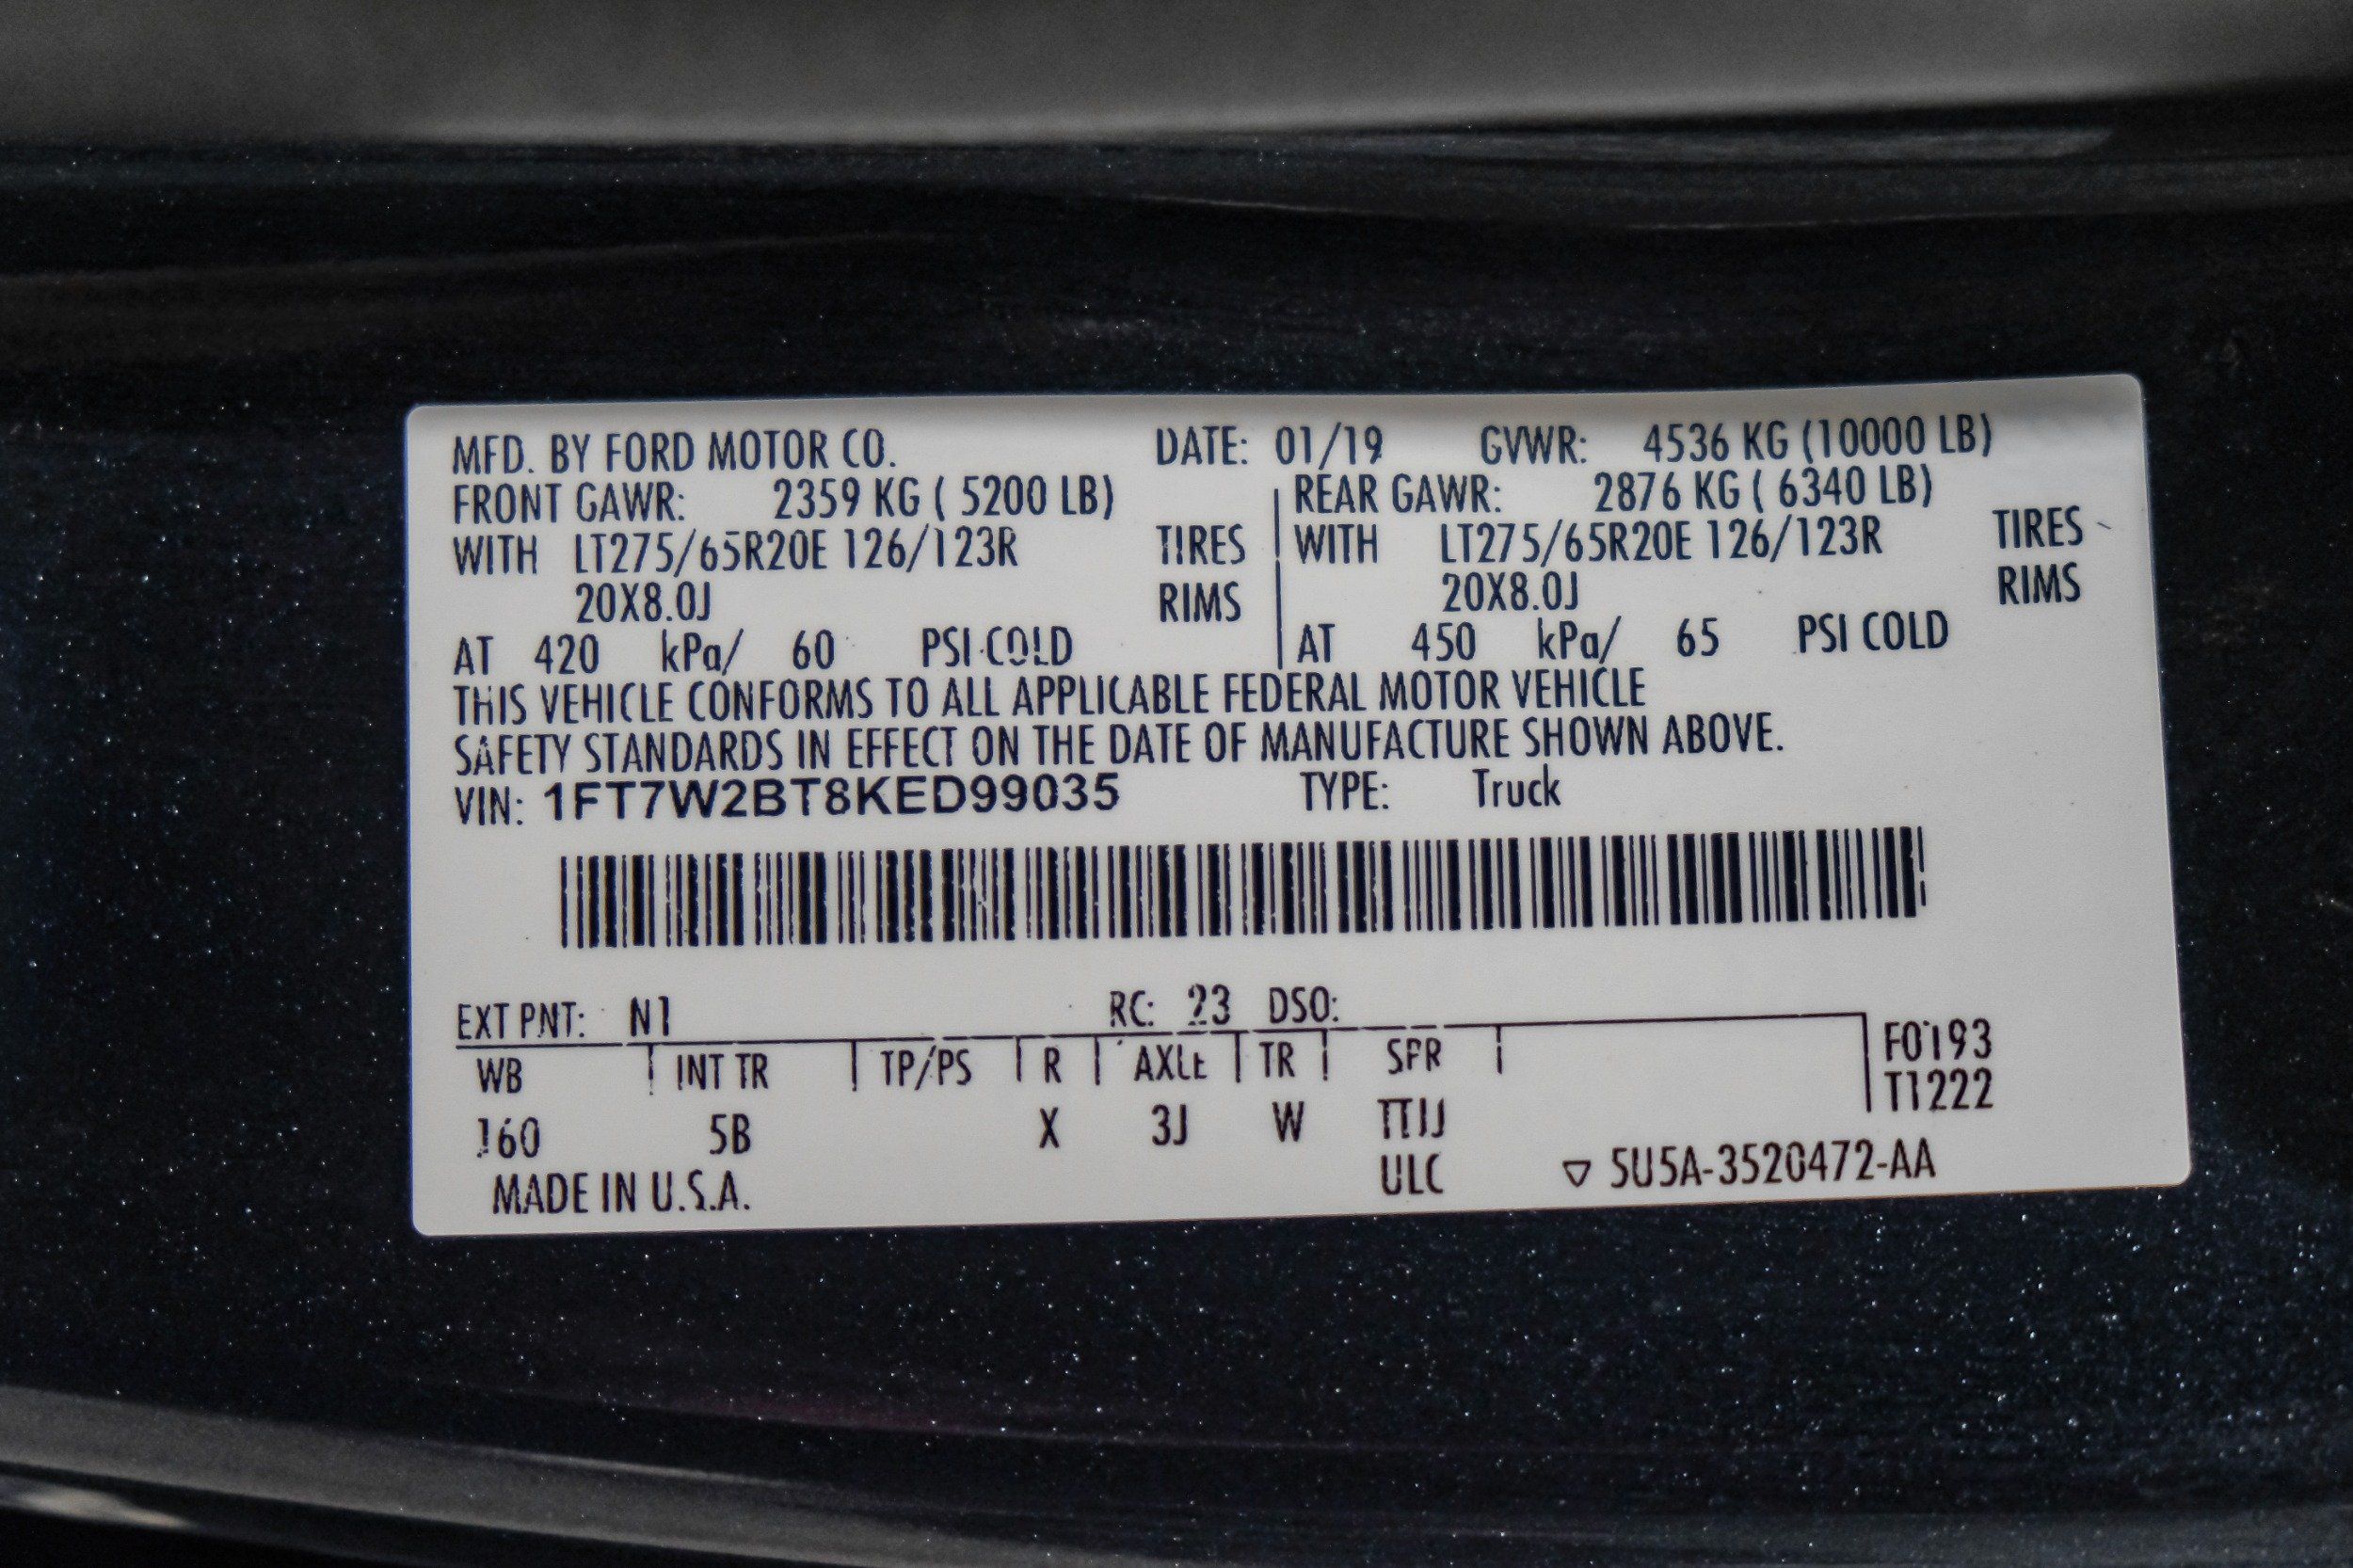 MFD. BY FORD MOTOR CO. DATE: 01/19 GVWR: 4536 KG (10000 LB)
FRONT GAWR: 2359 KG ( 5200 LB) REAR GAWR: 2876 KG ( 6340 LB)
WITH LT275/65R20E 126/123R TIRES WITH LT275/65R20E 126/123R TIRES
20X8.0J RIMS 20X8.0J RIMS
AT 420 kPa/ 60 PSI COLD AT 450 kPa/ 65 PSI COLD
THIS VEHICLE CONFORMS TO ALL APPLICABLE FEDERAL MOTOR VEHICLE
SAFETY STANDARDS IN EFFECT ON THE DATE OF MANUFACTURE SHOWN ABOVE.
VIN: 1FT7W2BT8KED99035 TYPE: Truck
EXT PNT: N1 RC: 23 DSO:
WB INT TR TP/PS R AXLE TR SPR F0193
T1222
160 5B X 3J W TTJJ
MADE IN U.S.A. ULC ▽ 5U5A-3520472-AA